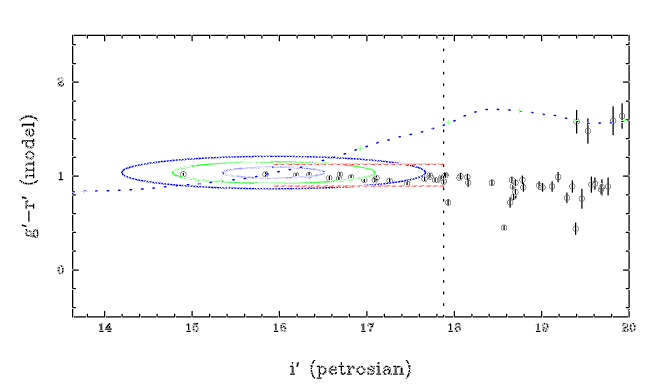 g'-r' (model)
2
1
0
14 15 16 17 18 19 20
i' (petrosian)